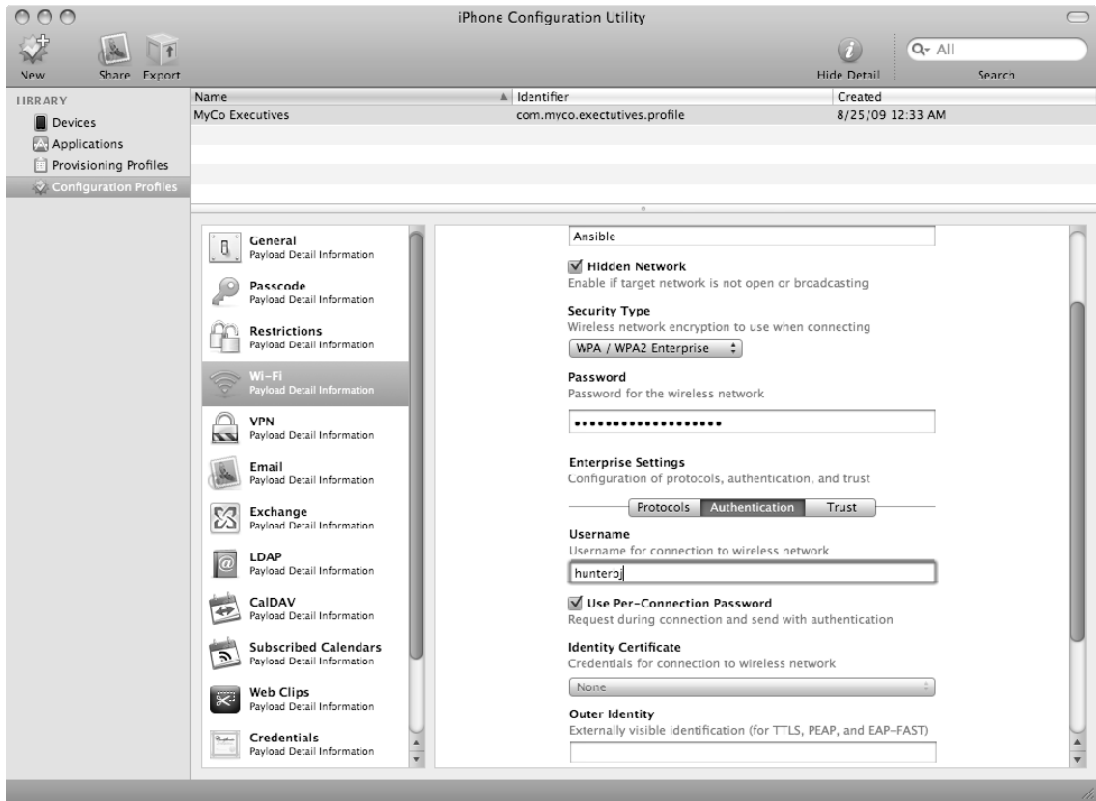 iPhone Configuration Utility
New Share Export Hide Detail All Search
LIBRARY
Devices
Applications
Provisioning Profiles
Configuration Profiles
Name Identifier Created
MyCo Executives com.myco.exectutives.profile 8/25/09 12:33 AM
General
Payload Detail Information
Passcode
Payload Detail Information
Restrictions
Payload Detail Information
Wi-Fi
Payload Detail Information
VPN
Payload Detail Information
Email
Payload Detail Information
Exchange
Payload Detail Information
LDAP
Payload Detail Information
CalDAV
Payload Detail Information
Subscribed Calendars
Payload Detail Information
Web Clips
Payload Detail Information
Credentials
Payload Detail Information
Ansible
Hidden Network
Enable if target network is not open or broadcasting
Security Type
Wireless network encryption to use when connecting
WPA / WPA2 Enterprise
Password
Password for the wireless network
•••••••••••••••••••
Enterprise Settings
Configuration of protocols, authentication, and trust
Protocols Authentication Trust
Username
Username for connection to wireless network
Use Per-Connection Password
Request during connection and send with authentication
Identity Certificate
Credentials for connection to wireless network
None
Outer Identity
Externally visible identification (for TTLS, PEAP, and EAP-FAST)